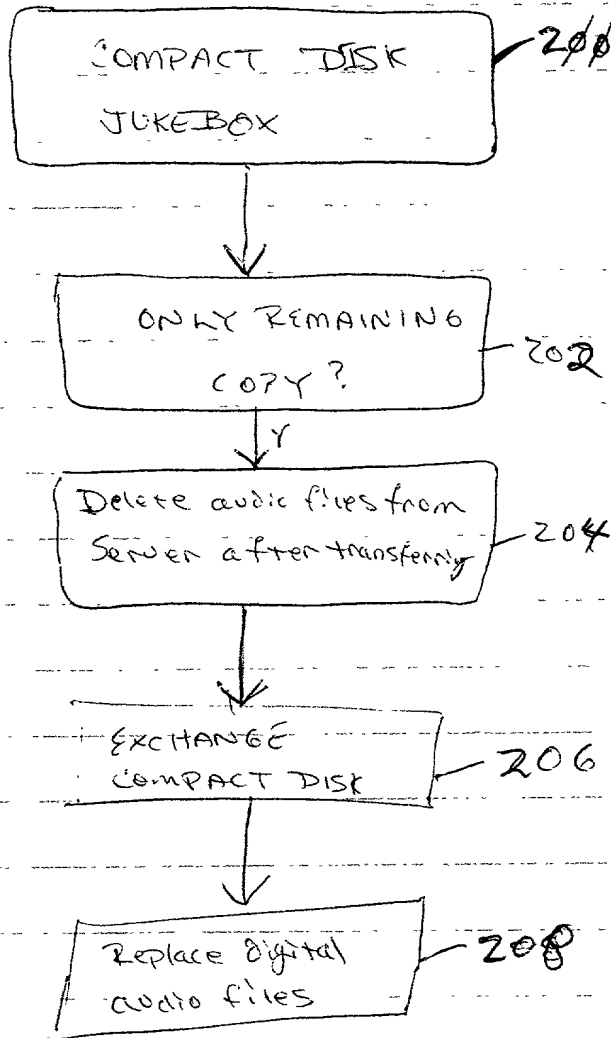 COMPACT DISK
200
JUKEBOX
ONLY REMAINING
COPY?
202
Y
Delete audio files from
Server after transferring
204
EXCHANGE
COMPACT DISK
206
Replace digital
audio files
208